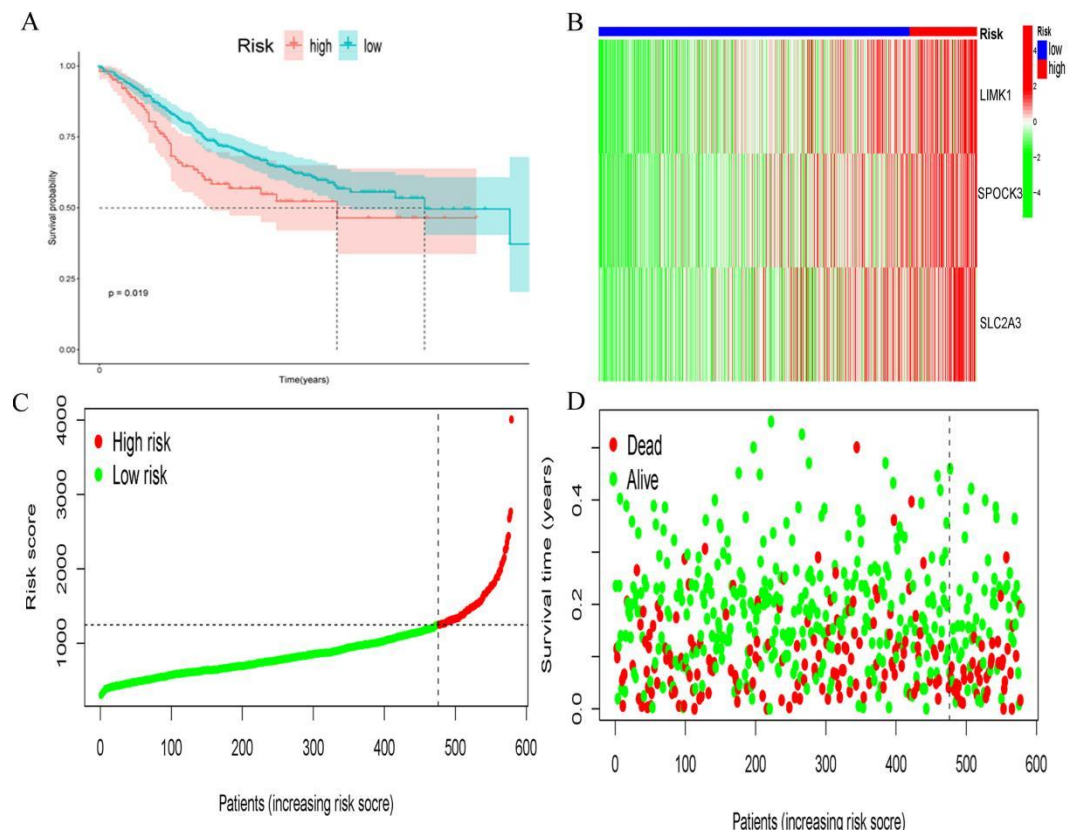 A
Risk high low
1.00
0.75
0.50
0.25
0.00
Survival probability
p = 0.019
0
Time(years)
B
Risk
Risk
low
high
4
2
0
-2
-4
LIMK1
SPOCK3
SLC2A3
C
High risk
Low risk
Risk score
1000 2000 3000 4000
0 100 200 300 400 500 600
Patients (increasing risk socre)
D
Dead
Alive
Survival time (years)
0.0 0.2 0.4
0 100 200 300 400 500 600
Patients (increasing risk socre)